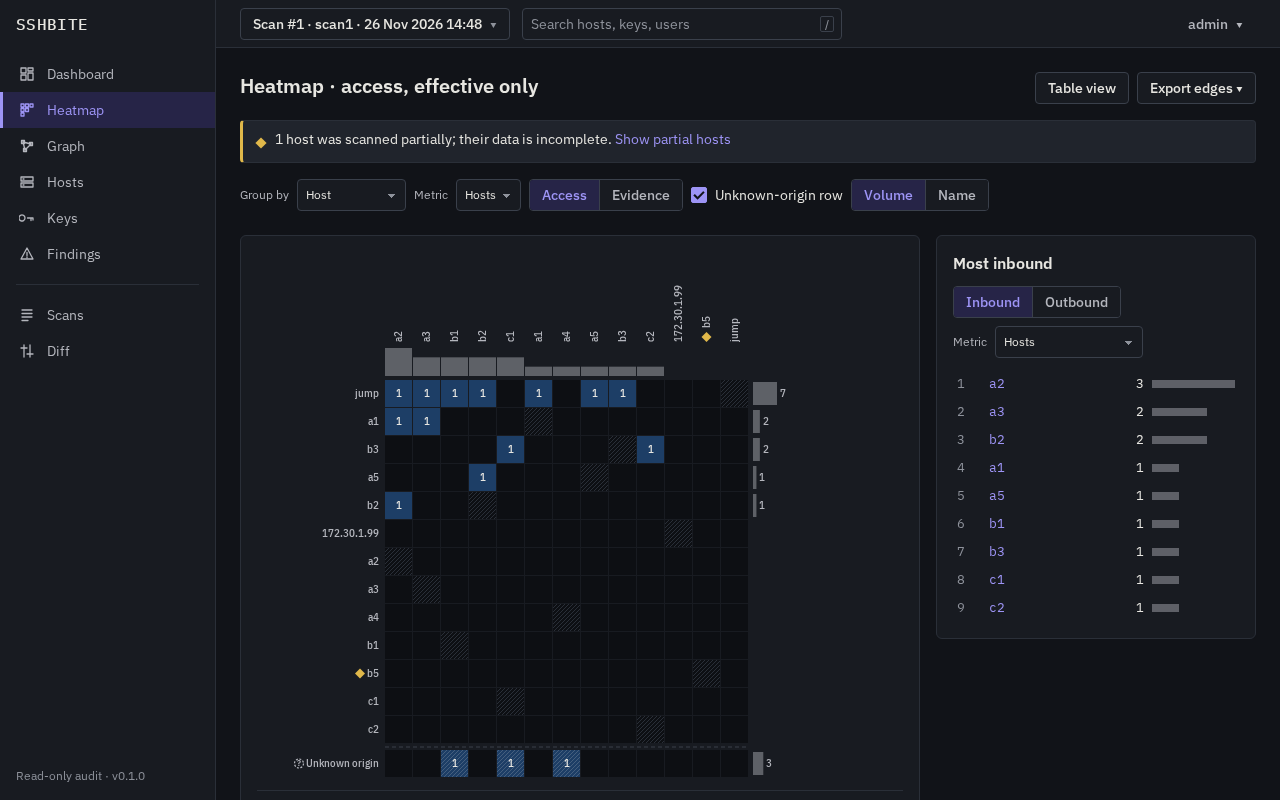 SSHBITE
Scan #1 · scan1 · 26 Nov 2026 14:48 ▾
Search hosts, keys, users
/
admin ▾
Dashboard
Heatmap
Graph
Hosts
Keys
Findings
Scans
Diff
Read-only audit · v0.1.0
Heatmap · access, effective only
Table view
Export edges ▾
1 host was scanned partially; their data is incomplete. Show partial hosts
Group by Host Metric Hosts Access Evidence Unknown-origin row Volume Name
a2 a3 b1 b2 c1 a1 a4 a5 b3 c2 172.30.1.99 b5 jump
jump 1 1 1 1 1 1 1 7
a1 1 1 2
b3 1 1 2
a5 1 1
b2 1 1
172.30.1.99
a2
a3
a4
b1
b5
c1
c2
? Unknown origin 1 1 1 3
Most inbound
Inbound Outbound
Metric Hosts
1 a2 3
2 a3 2
3 b2 2
4 a1 1
5 a5 1
6 b1 1
7 b3 1
8 c1 1
9 c2 1